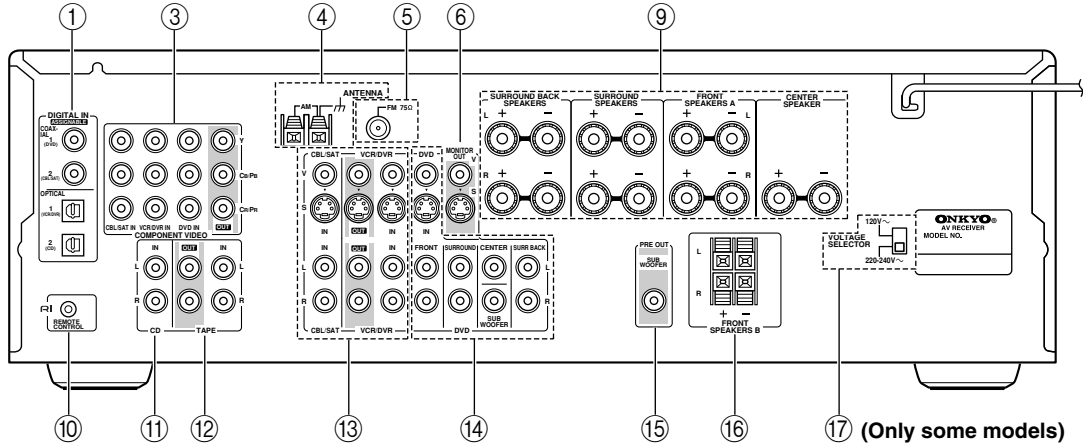 ① ③ ④ ⑤ ⑥ ⑨
DIGITAL IN
ASSIGNABLE
COAX-
IAL
1
(DVD)
2
(CBL/SAT)
OPTICAL
1
(VCR/DVR)
2
(CD)
Y
CB/PB
CR/PR
CBL/SAT IN VCR/DVR IN DVD IN OUT
COMPONENT VIDEO
ANTENNA
AM
FM 75Ω
CBL/SAT VCR/DVR
V
S
IN OUT IN
DVD
MONITOR
OUT
V
S
SURROUND BACK
SPEAKERS
SURROUND
SPEAKERS
FRONT
SPEAKERS A
CENTER
SPEAKER
L + − + − + − L
R + − + − + − R + −
120V～
VOLTAGE
SELECTOR
220-240V～
ONKYO®
AV RECEIVER
MODEL NO.
RI
REMOTE
CONTROL
IN OUT IN
L L
R R
CD TAPE
IN OUT IN
L
R
CBL/SAT VCR/DVR
FRONT SURROUND CENTER SURR BACK
L
R
SUB
WOOFER
DVD
PRE OUT
SUB
WOOFER
L
R
+ −
FRONT
SPEAKERS B
⑩ ⑪ ⑫ ⑬ ⑭ ⑮ ⑯ ⑰ (Only some models)